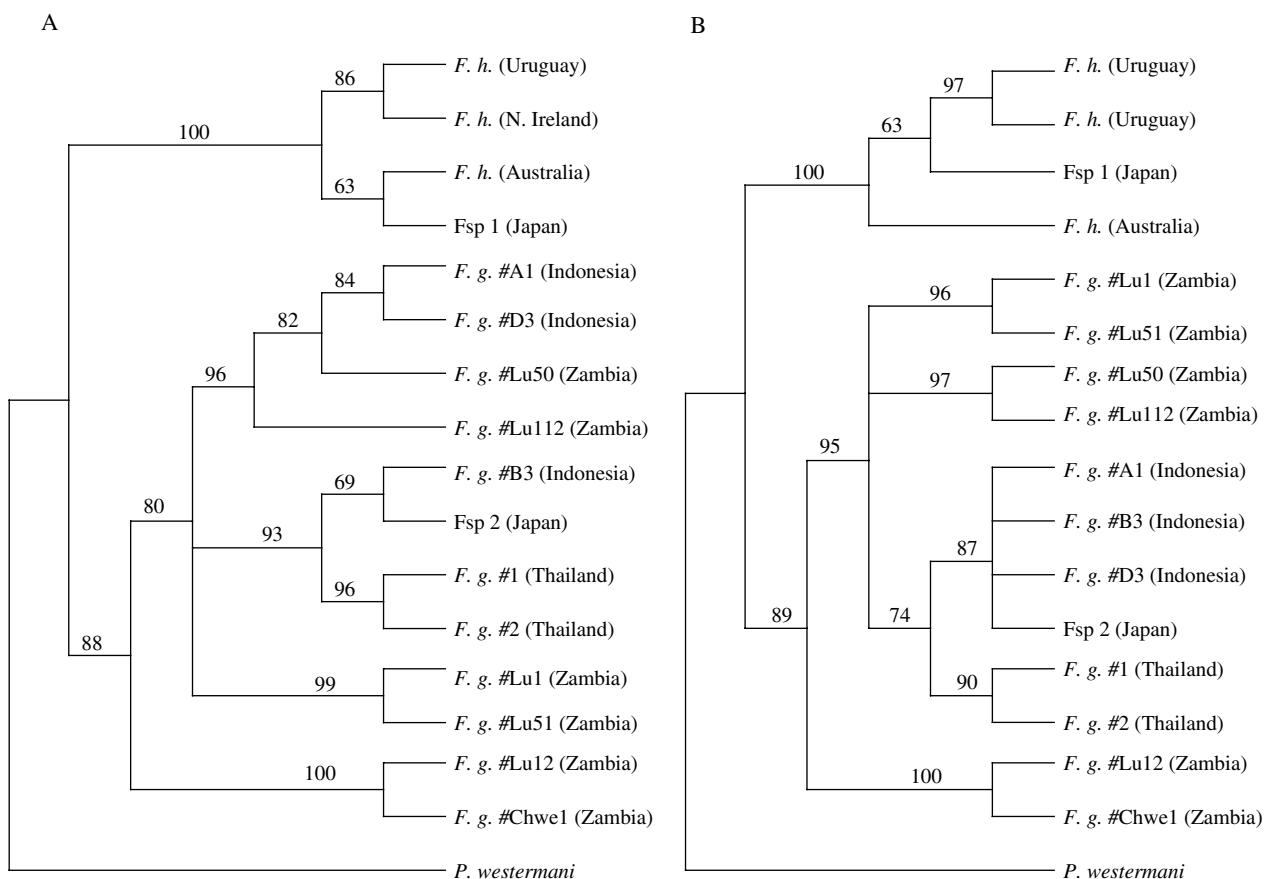 A
F. h. (Uruguay)
86
F. h. (N. Ireland)
100
F. h. (Australia)
63
Fsp 1 (Japan)
F. g. #A1 (Indonesia)
84
F. g. #D3 (Indonesia)
82
F. g. #Lu50 (Zambia)
96
F. g. #Lu112 (Zambia)
F. g. #B3 (Indonesia)
69
80
Fsp 2 (Japan)
93
F. g. #1 (Thailand)
96
F. g. #2 (Thailand)
88
F. g. #Lu1 (Zambia)
99
F. g. #Lu51 (Zambia)
F. g. #Lu12 (Zambia)
100
F. g. #Chwe1 (Zambia)
P. westermani
B
F. h. (Uruguay)
97
F. h. (Uruguay)
63
Fsp 1 (Japan)
100
F. h. (Australia)
F. g. #Lu1 (Zambia)
96
F. g. #Lu51 (Zambia)
F. g. #Lu50 (Zambia)
97
F. g. #Lu112 (Zambia)
95
F. g. #A1 (Indonesia)
F. g. #B3 (Indonesia)
87
F. g. #D3 (Indonesia)
89
74
Fsp 2 (Japan)
F. g. #1 (Thailand)
90
F. g. #2 (Thailand)
F. g. #Lu12 (Zambia)
100
F. g. #Chwe1 (Zambia)
P. westermani